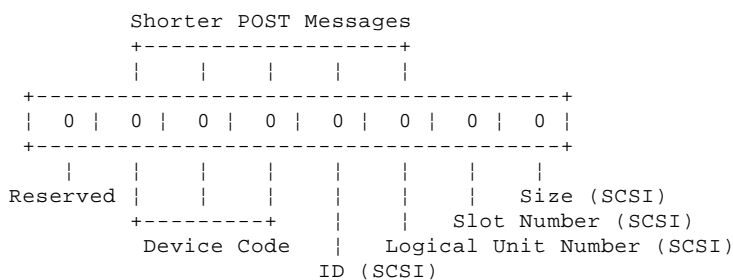 Shorter POST Messages
+-------------------+
¦ ¦ ¦ ¦ ¦
+---------------------------------------+
¦ 0 ¦ 0 ¦ 0 ¦ 0 ¦ 0 ¦ 0 ¦ 0 ¦ 0 ¦
+---------------------------------------+
¦ ¦ ¦ ¦ ¦ ¦ ¦ ¦
Reserved ¦ ¦ ¦ ¦ ¦ ¦ Size (SCSI)
+---------+ ¦ ¦ Slot Number (SCSI)
Device Code ¦ Logical Unit Number (SCSI)
ID (SCSI)